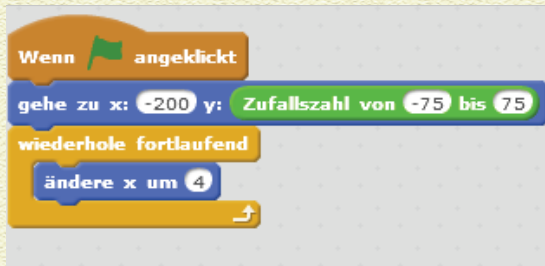 Wenn angeklickt
gehe zu x: -200 y: Zufallszahl von -75 bis 75
wiederhole fortlaufend
ändere x um 4